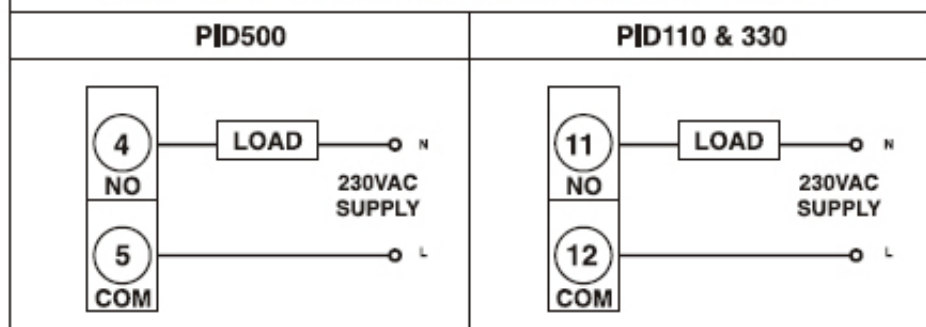 PID500
PID110 & 330
4
LOAD
N
NO
230VAC
SUPPLY
5
L
COM
11
LOAD
N
NO
230VAC
SUPPLY
12
L
COM